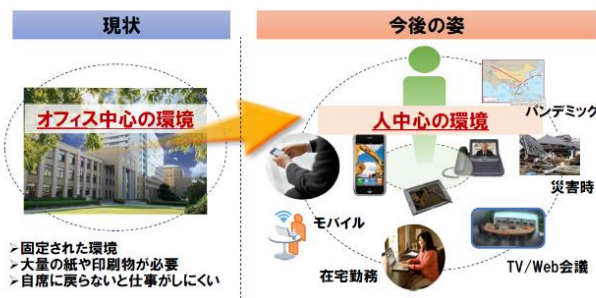 現状
今後の姿
オフィス中心の環境
人中心の環境
パンデミック
災害時
モバイル
在宅勤務
TV/Web会議
➢固定された環境
➢大量の紙や印刷物が必要
➢自席に戻らないと仕事がしにくい